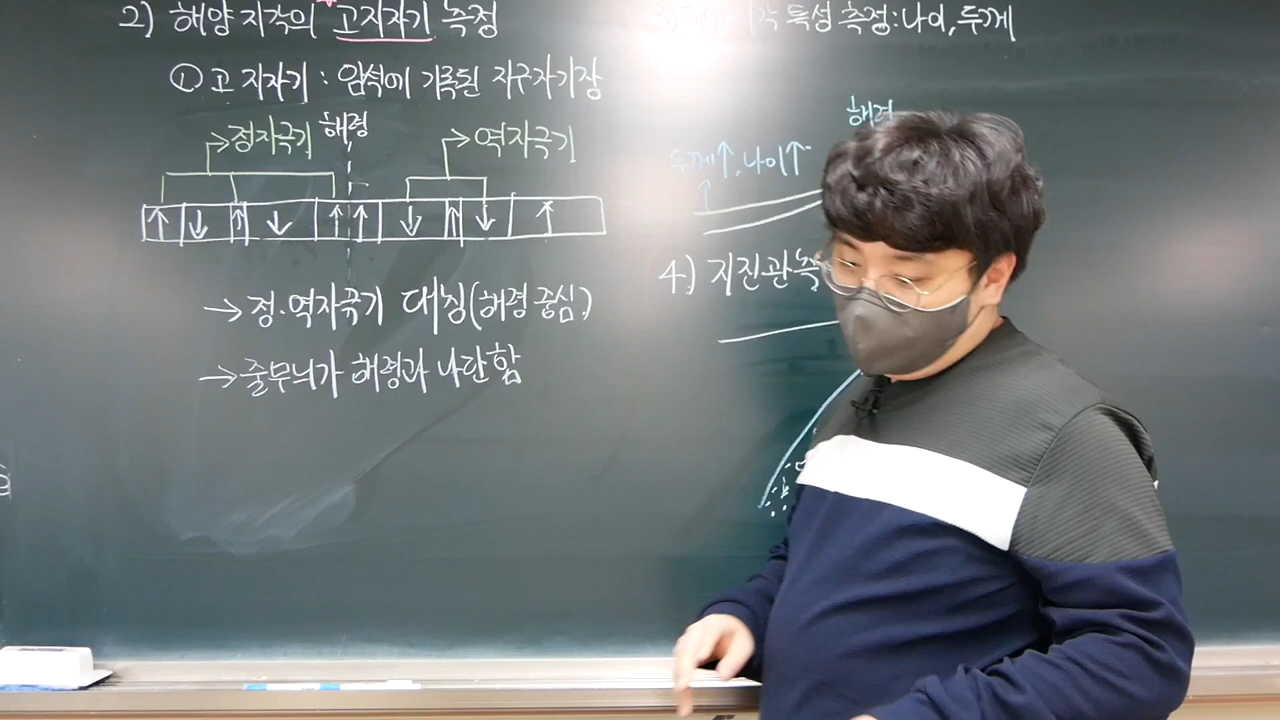 2) 해양 지각의 고지자기 측정
① 고 지자기 : 암석에 기록된 지구자기장
정자극기 해령 역자극기
→ 정·역자극기 대칭(해령 중심)
→ 줄무늬가 해령과 나란함
3) 지각 특성 측정:나이, 두께
해령
두께↑, 나이↑
4) 지진관측